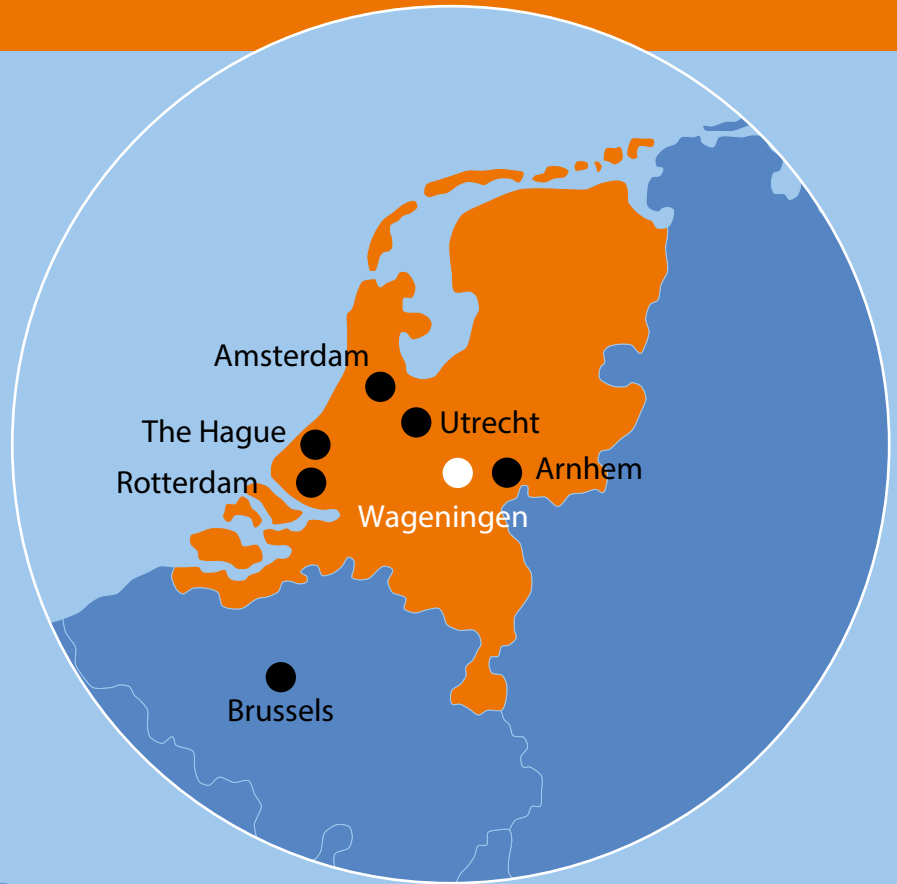 Amsterdam
Utrecht
The Hague
Arnhem
Rotterdam
Wageningen
Brussels